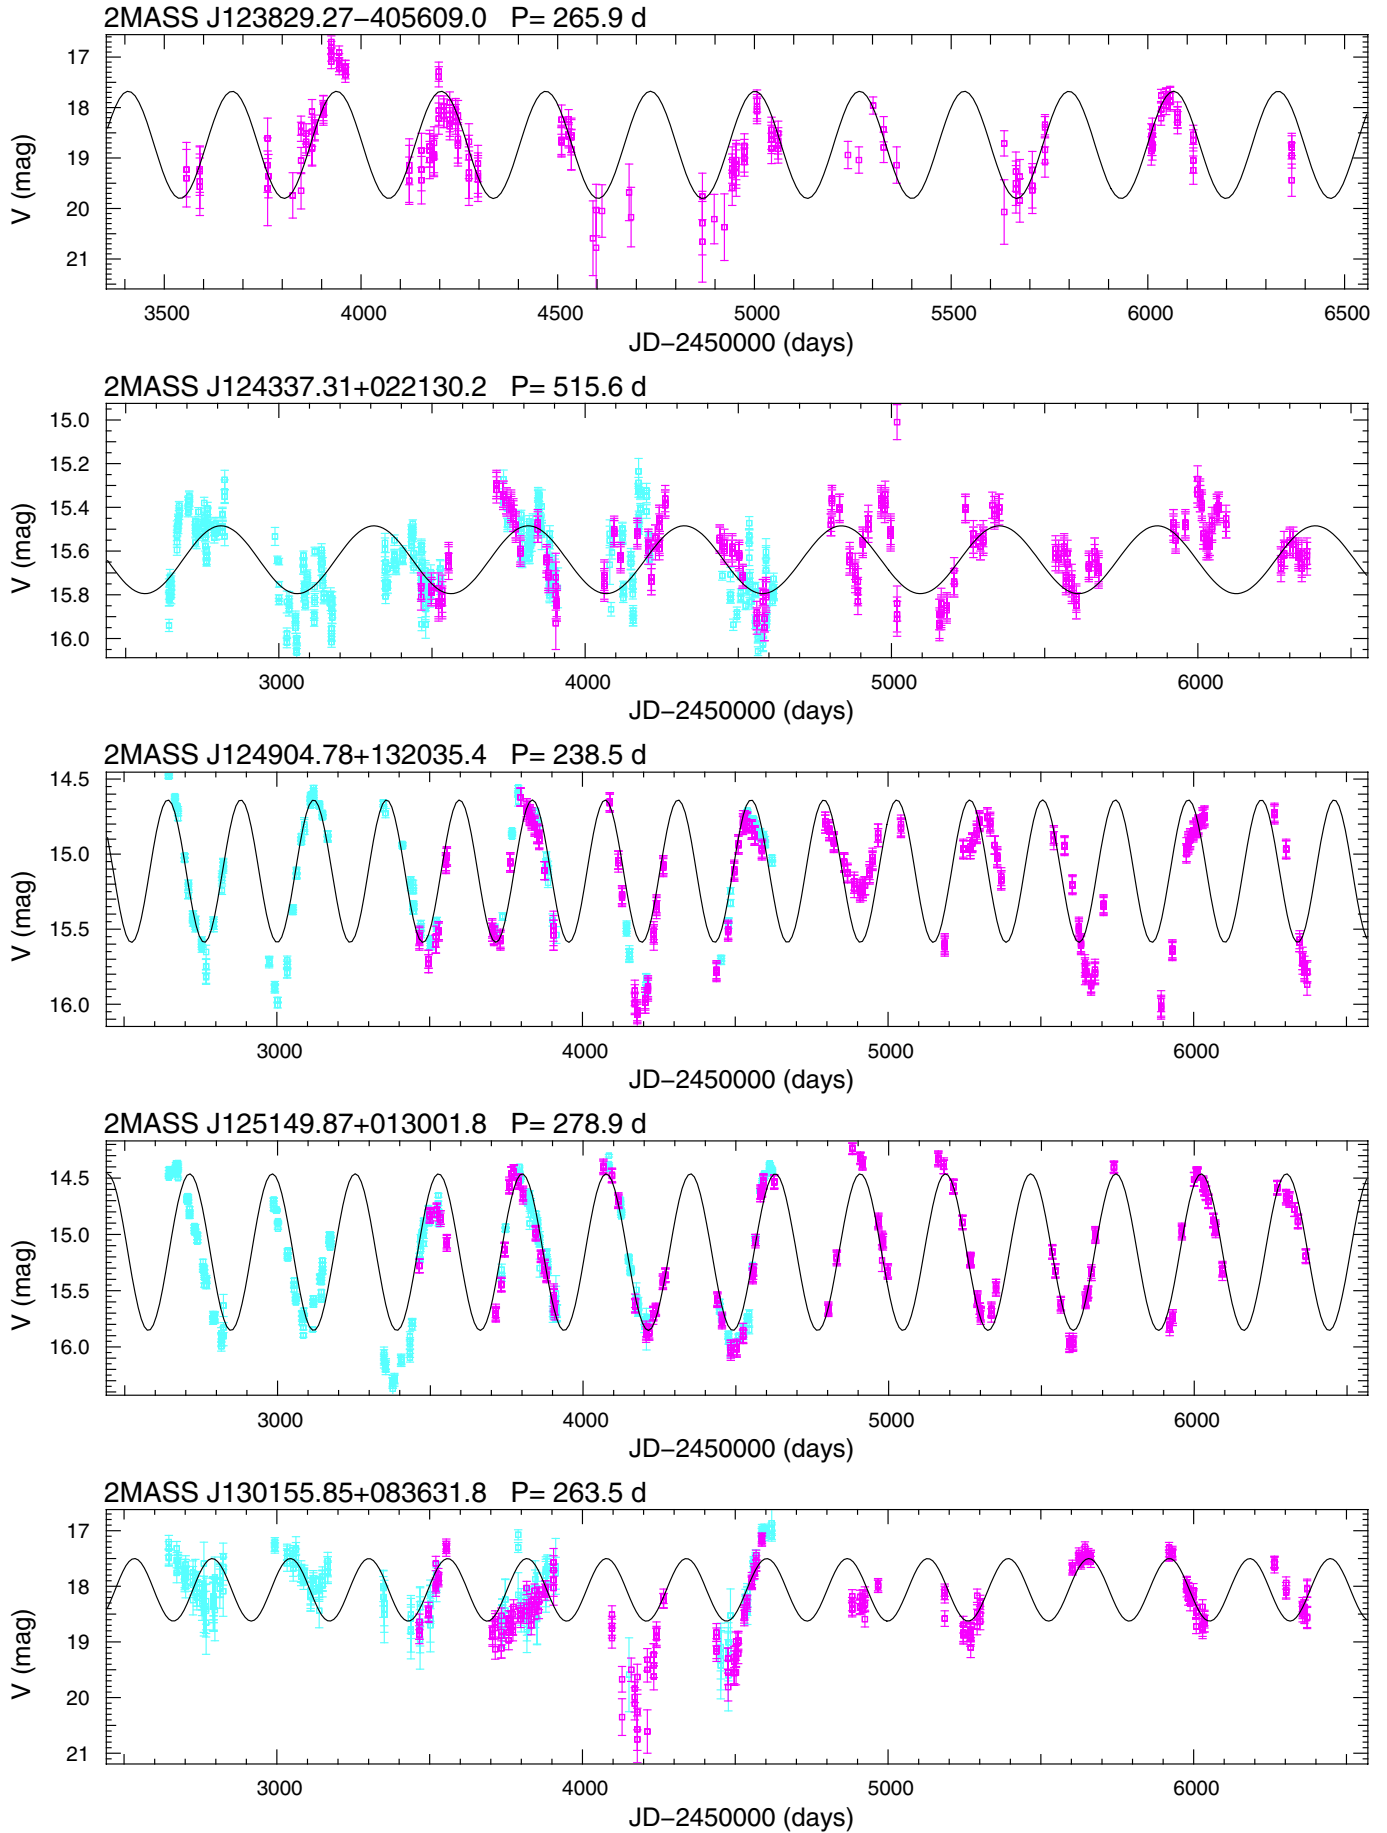 2MASS J123829.27−405609.0 P= 265.9 d
17
18
19
20
21
V (mag)
3500 4000 4500 5000 5500 6000 6500
JD−2450000 (days)
2MASS J124337.31+022130.2 P= 515.6 d
15.0
15.2
15.4
15.6
15.8
16.0
V (mag)
3000 4000 5000 6000
JD−2450000 (days)
2MASS J124904.78+132035.4 P= 238.5 d
14.5
15.0
15.5
16.0
V (mag)
3000 4000 5000 6000
JD−2450000 (days)
2MASS J125149.87+013001.8 P= 278.9 d
14.5
15.0
15.5
16.0
V (mag)
3000 4000 5000 6000
JD−2450000 (days)
2MASS J130155.85+083631.8 P= 263.5 d
17
18
19
20
21
V (mag)
3000 4000 5000 6000
JD−2450000 (days)